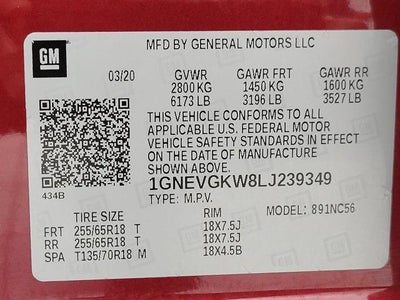 GM
MFD BY GENERAL MOTORS LLC
03/20 GVWR GAWR FRT GAWR RR
2800 KG 1450 KG 1600 KG
6173 LB 3196 LB 3527 LB
THIS VEHICLE CONFORMS TO ALL
APPLICABLE U.S. FEDERAL MOTOR
VEHICLE SAFETY STANDARDS IN EFFECT
ON THE DATE OF MANUFACTURE
SHOWN ABOVE.
1GNEVGKW8LJ239349
434B
TYPE: M.P.V. MODEL: 891NC56
TIRE SIZE RIM
FRT 255/65R18 T 18X7.5J
RR 255/65R18 T 18X7.5J
SPA T135/70R18 M 18X4.5B